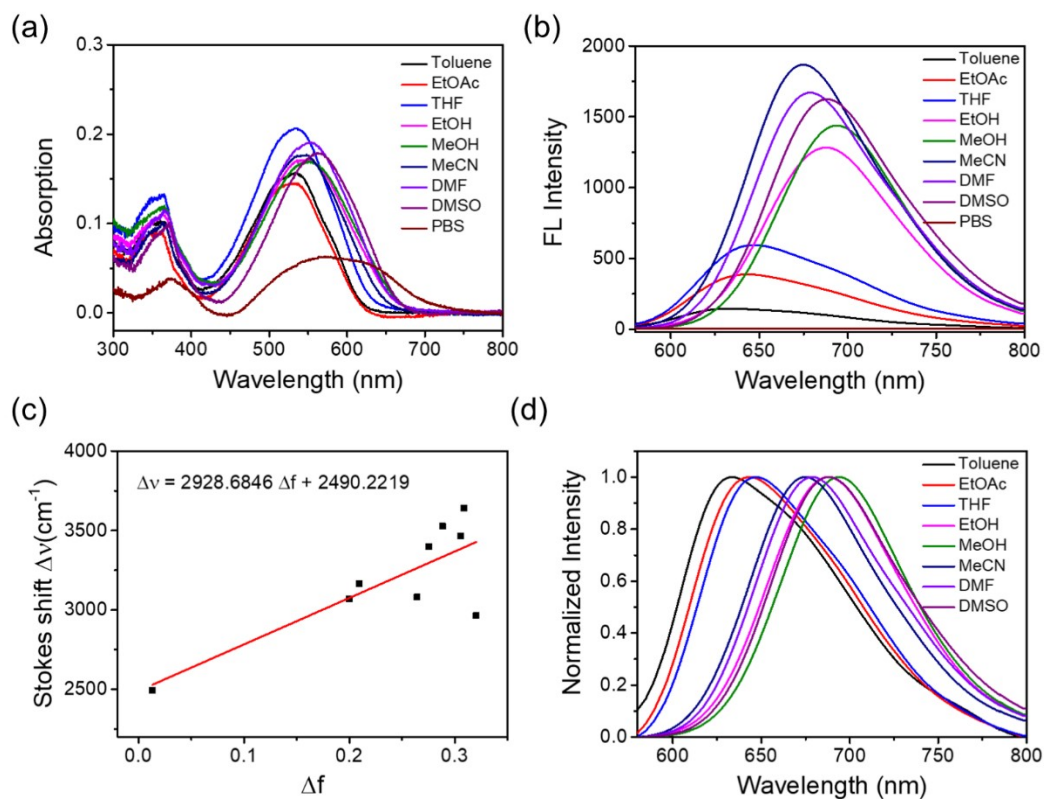 (a)
0.3
0.2
0.1
0.0
Absorption
300 400 500 600 700 800
Wavelength (nm)
Toluene
EtOAc
THF
EtOH
MeOH
MeCN
DMF
DMSO
PBS
(b)
2000
1500
1000
500
0
FL Intensity
600 650 700 750 800
Wavelength (nm)
Toluene
EtOAc
THF
EtOH
MeOH
MeCN
DMF
DMSO
PBS
(c)
4000
3500
3000
2500
Stokes shift Δν(cm⁻¹)
Δν = 2928.6846 Δf + 2490.2219
0.0 0.1 0.2 0.3
Δf
(d)
1.0
0.8
0.6
0.4
0.2
0.0
Normalized Intensity
600 650 700 750 800
Wavelength (nm)
Toluene
EtOAc
THF
EtOH
MeOH
MeCN
DMF
DMSO